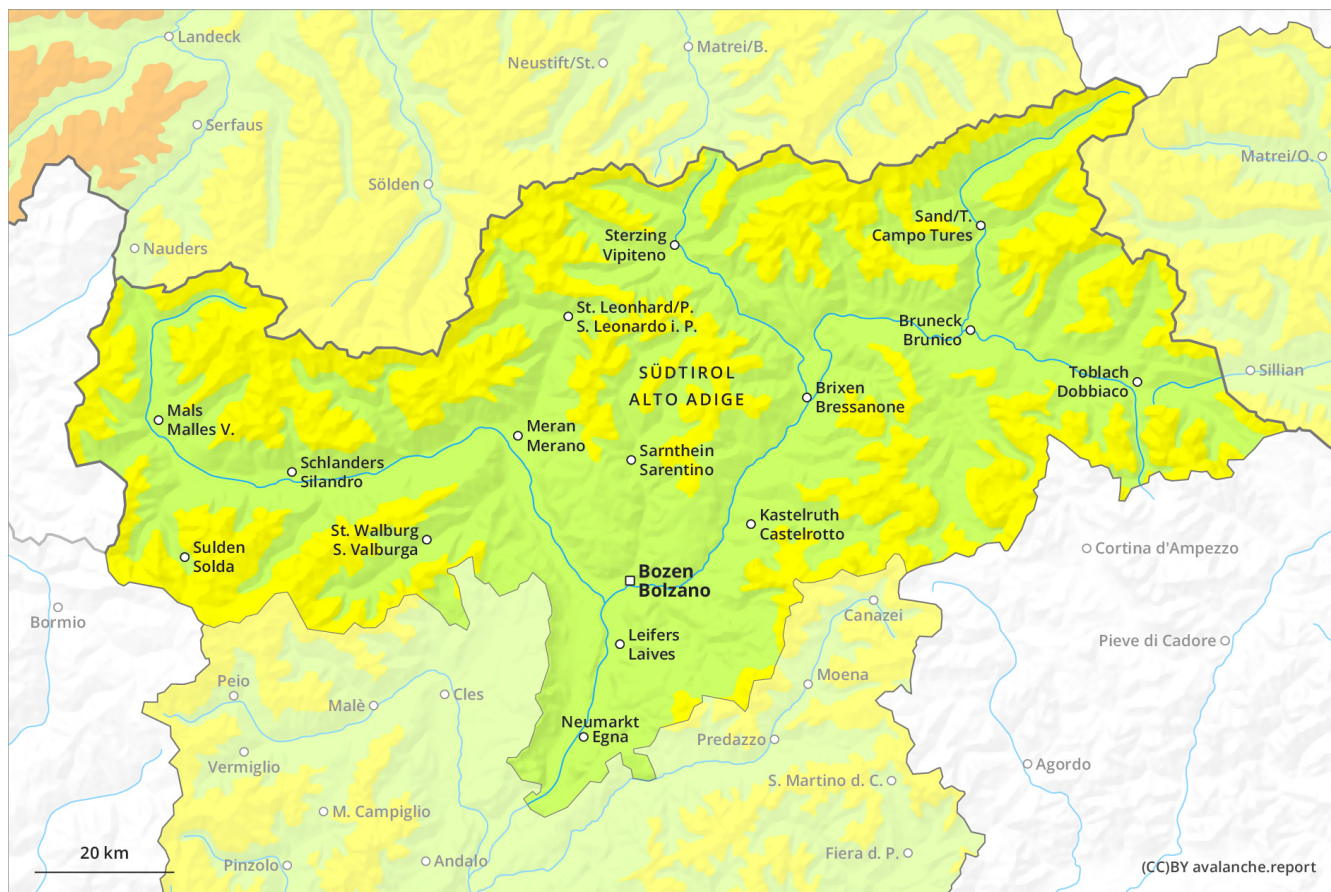 Landeck
Matrei/B.
Neustift/St.
Serfaus
Matrei/O.
Sölden
Sand/T.
Campo Tures
Sterzing
Vipiteno
Nauders
St. Leonhard/P.
S. Leonardo i. P.
Bruneck
Brunico
SÜDTIROL
ALTO ADIGE
Toblach
Dobbiaco
Sillian
Brixen
Bressanone
Mals
Malles V.
Meran
Merano
Sarnthein
Sarentino
Schlanders
Silandro
Kastelruth
Castelrotto
St. Walburg
S. Valburga
Sulden
Solda
Cortina d'Ampezzo
Bozen
Bolzano
Bormio
Canazei
Leifers
Laives
Pieve di Cadore
Peio
Moena
Malè
Cles
Neumarkt
Egna
Predazzo
Vermiglio
Agordo
S. Martino d. C.
M. Campiglio
20 km
Pinzolo
Andalo
Fiera d. P.
(CC)BY avalanche.report